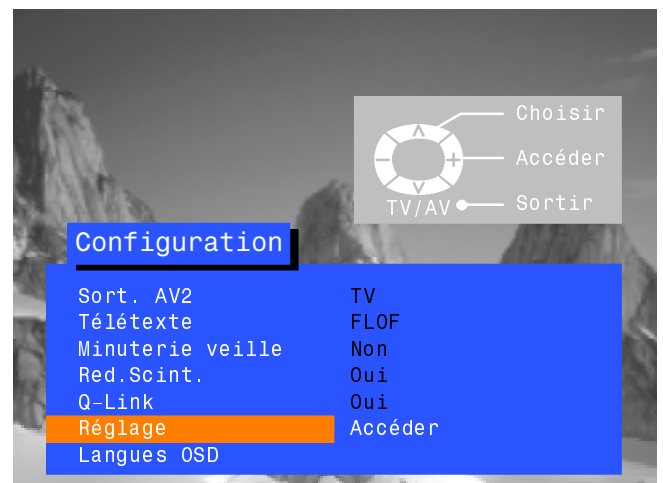 Choisir
Accéder
TV/AV Sortir
Configuration
Sort. AV2 TV
Télétexte FLOF
Minuterie veille Non
Red.Scint. Oui
Q-Link Oui
Réglage Accéder
Langues OSD